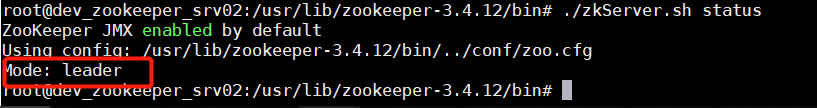 root@dev_zookeeper_srv02:/usr/lib/zookeeper-3.4.12/bin# ./zkServer.sh status
ZooKeeper JMX enabled by default
Using config: /usr/lib/zookeeper-3.4.12/bin/../conf/zoo.cfg
Mode: leader
root@dev_zookeeper_srv02:/usr/lib/zookeeper-3.4.12/bin#